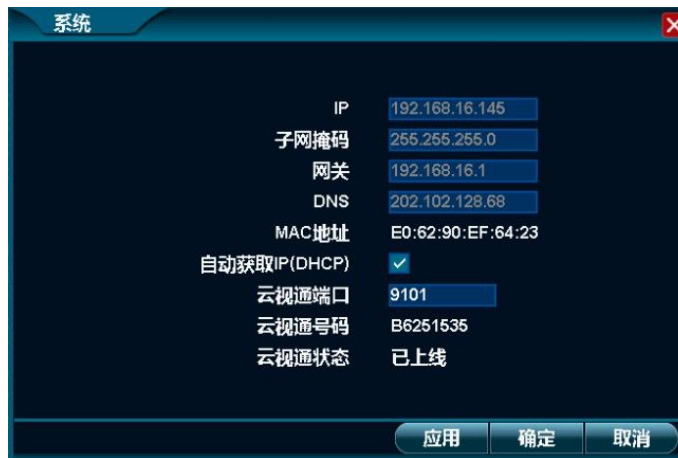 系统
IP 192.168.16.145
子网掩码 255.255.255.0
网关 192.168.16.1
DNS 202.102.128.68
MAC地址 E0:62:90:EF:64:23
自动获取IP(DHCP)
云视通端口 9101
云视通号码 B6251535
云视通状态 已上线
应用 确定 取消